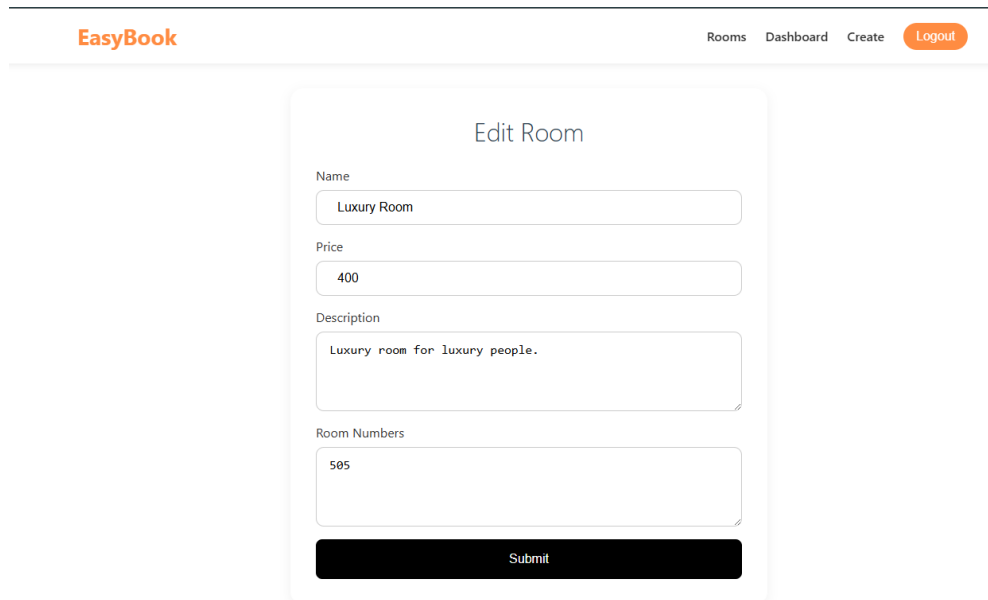 EasyBook
Rooms Dashboard Create Logout
Edit Room
Name
Luxury Room
Price
400
Description
Luxury room for luxury people.
Room Numbers
505
Submit